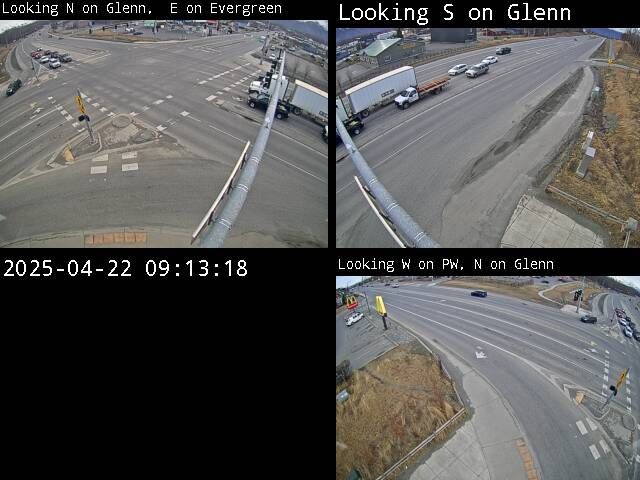 Looking N on Glenn,  E on Evergreen
Looking S on Glenn
2025-04-22 09:13:18
Looking W on PW, N on Glenn